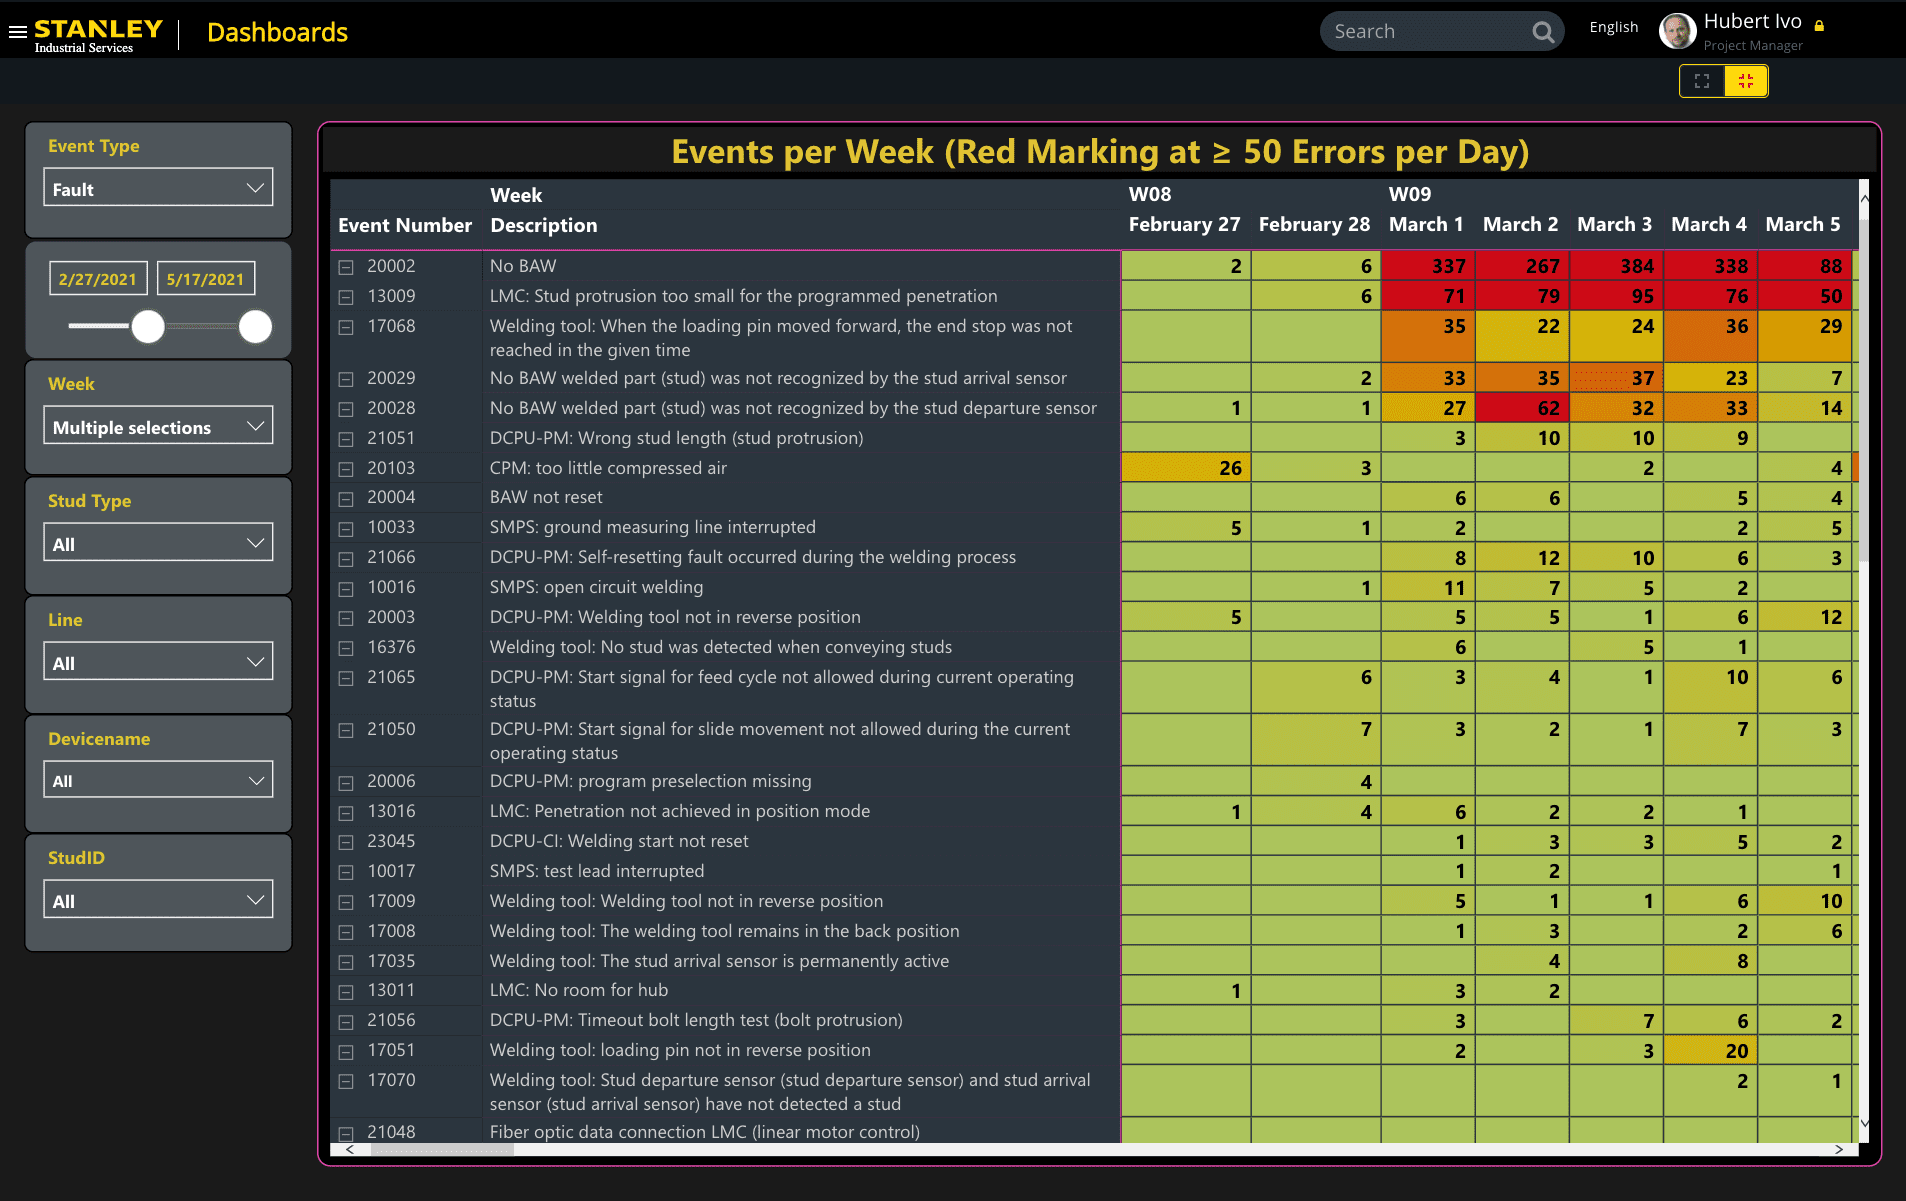 STANLEY
Industrial Services
Dashboards
Search
English
Hubert Ivo
Project Manager
Event Type
Fault
2/27/2021 5/17/2021
Week
Multiple selections
Stud Type
All
Line
All
Devicename
All
StudID
All
Events per Week (Red Marking at ≥ 50 Errors per Day)
Week W08 W09
Event Number Description February 27 February 28 March 1 March 2 March 3 March 4 March 5
20002 No BAW 2 6 337 267 384 338 88
13009 LMC: Stud protrusion too small for the programmed penetration 6 71 79 95 76 50
17068 Welding tool: When the loading pin moved forward, the end stop was not 35 22 24 36 29
reached in the given time
20029 No BAW welded part (stud) was not recognized by the stud arrival sensor 2 33 35 37 23 7
20028 No BAW welded part (stud) was not recognized by the stud departure sensor 1 1 27 62 32 33 14
21051 DCPU-PM: Wrong stud length (stud protrusion) 3 10 10 9
20103 CPM: too little compressed air 26 3 2 4
20004 BAW not reset 6 6 5 4
10033 SMPS: ground measuring line interrupted 5 1 2 2 5
21066 DCPU-PM: Self-resetting fault occurred during the welding process 8 12 10 6 3
10016 SMPS: open circuit welding 1 11 7 5 2
20003 DCPU-PM: Welding tool not in reverse position 5 5 5 1 6 12
16376 Welding tool: No stud was detected when conveying studs 6 5 1
21065 DCPU-PM: Start signal for feed cycle not allowed during current operating 6 3 4 1 10 6
status
21050 DCPU-PM: Start signal for slide movement not allowed during the current 7 3 2 1 7 3
operating status
20006 DCPU-PM: program preselection missing 4
13016 LMC: Penetration not achieved in position mode 1 4 6 2 2 1
23045 DCPU-CI: Welding start not reset 1 3 3 5 2
10017 SMPS: test lead interrupted 1 2 1
17009 Welding tool: Welding tool not in reverse position 5 1 1 6 10
17008 Welding tool: The welding tool remains in the back position 1 3 2 6
17035 Welding tool: The stud arrival sensor is permanently active 4 8
13011 LMC: No room for hub 1 3 2
21056 DCPU-PM: Timeout bolt length test (bolt protrusion) 3 7 6 2
17051 Welding tool: loading pin not in reverse position 2 3 20
17070 Welding tool: Stud departure sensor (stud departure sensor) and stud arrival 2 1
sensor (stud arrival sensor) have not detected a stud
21048 Fiber optic data connection LMC (linear motor control)